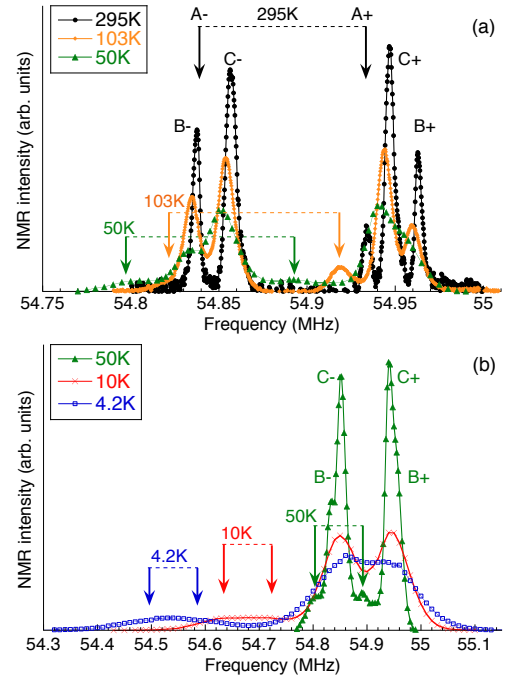 A- 295K A+
(a)
295K
103K
50K
C- C+
B- B+
103K
50K
NMR intensity (arb. units)
54.75 54.8 54.85 54.9 54.95 55
Frequency (MHz)
(b)
50K
10K
4.2K
C- C+
B- B+
50K
10K
4.2K
NMR intensity (arb. units)
54.3 54.4 54.5 54.6 54.7 54.8 54.9 55 55.1
Frequency (MHz)